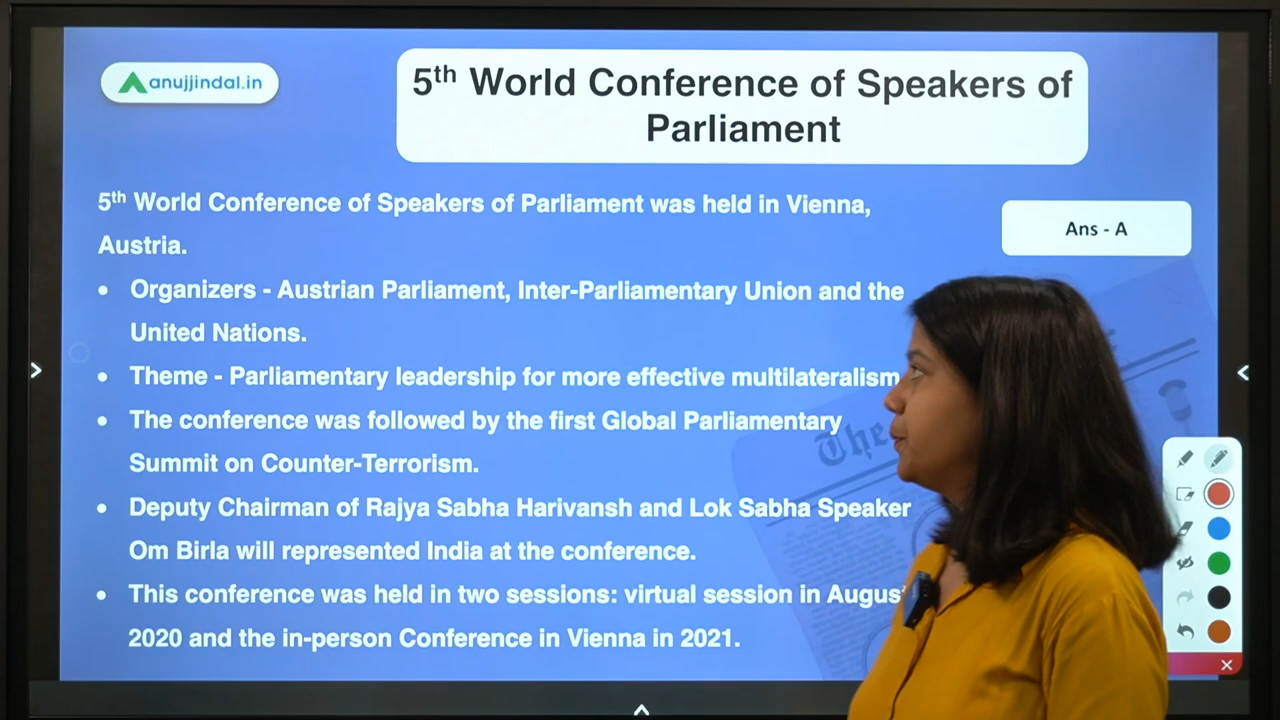 anujjindal.in
5th World Conference of Speakers of
Parliament
5th World Conference of Speakers of Parliament was held in Vienna,
Austria.
Ans - A
• Organizers - Austrian Parliament, Inter-Parliamentary Union and the
United Nations.
• Theme - Parliamentary leadership for more effective multilateralism
• The conference was followed by the first Global Parliamentary
Summit on Counter-Terrorism.
• Deputy Chairman of Rajya Sabha Harivansh and Lok Sabha Speaker
Om Birla will represented India at the conference.
• This conference was held in two sessions: virtual session in August
2020 and the in-person Conference in Vienna in 2021.
The